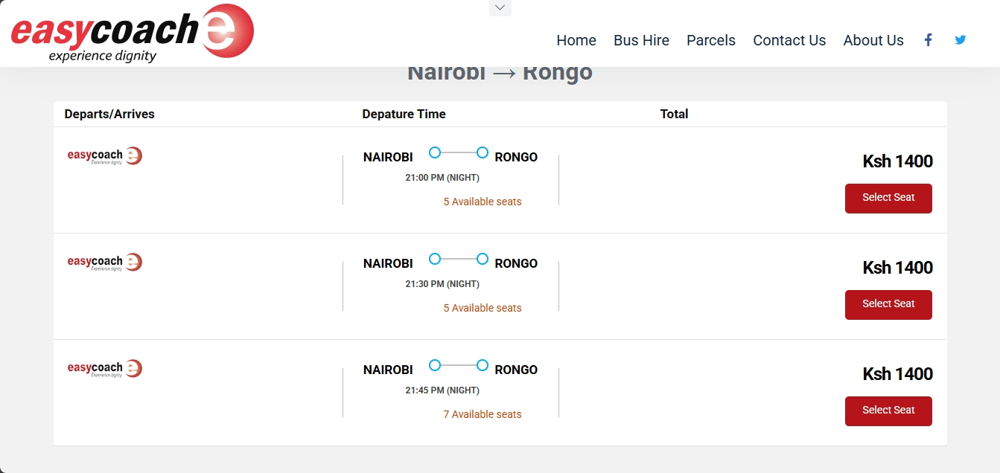 easycoach
experience dignity
Home Bus Hire Parcels Contact Us About Us
Nairobi → Rongo
Departs/Arrives Depature Time Total
easycoach
Experience dignity
NAIROBI RONGO
21:00 PM (NIGHT)
5 Available seats
Ksh 1400
Select Seat
easycoach
Experience dignity
NAIROBI RONGO
21:30 PM (NIGHT)
5 Available seats
Ksh 1400
Select Seat
easycoach
Experience dignity
NAIROBI RONGO
21:45 PM (NIGHT)
7 Available seats
Ksh 1400
Select Seat